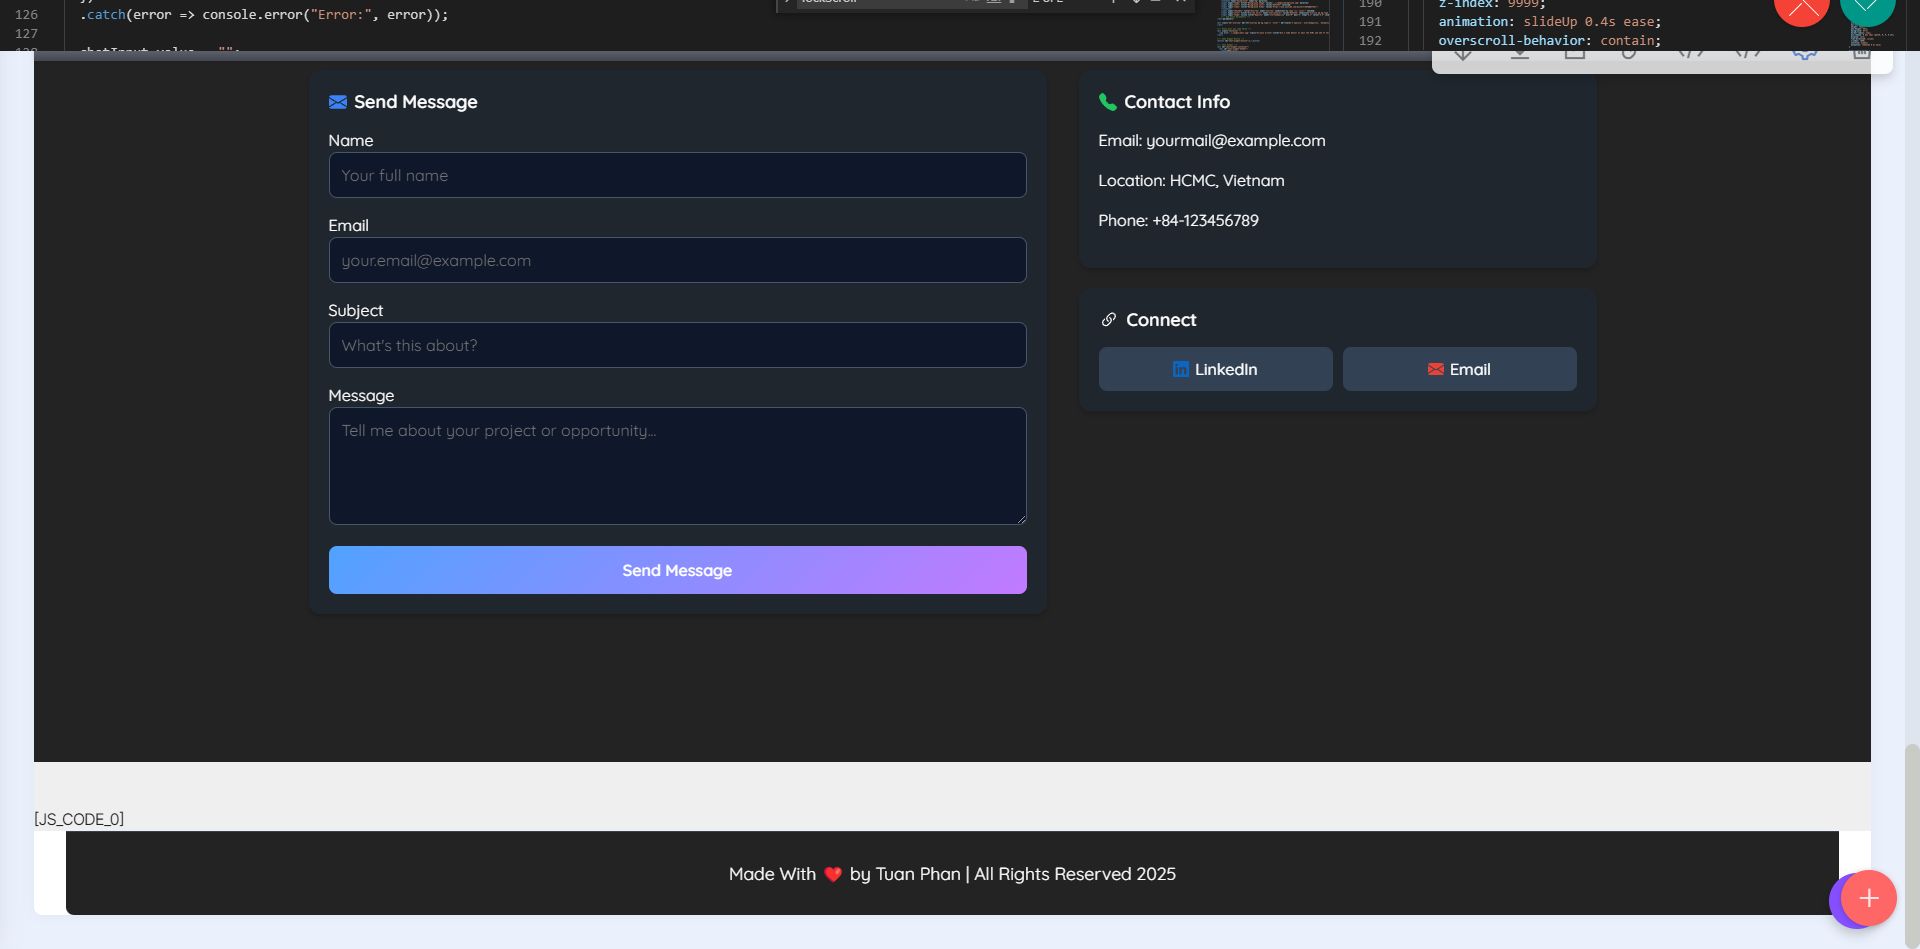 126
.catch(error => console.error("Error:", error));
127
190
z-index: 9999;
191
animation: slideUp 0.4s ease;
192
overscroll-behavior: contain;
Send Message
Name
Your full name
Email
your.email@example.com
Subject
What's this about?
Message
Tell me about your project or opportunity...
Send Message
Contact Info
Email: yourmail@example.com
Location: HCMC, Vietnam
Phone: +84-123456789
Connect
LinkedIn
Email
[JS_CODE_0]
Made With ❤️ by Tuan Phan | All Rights Reserved 2025